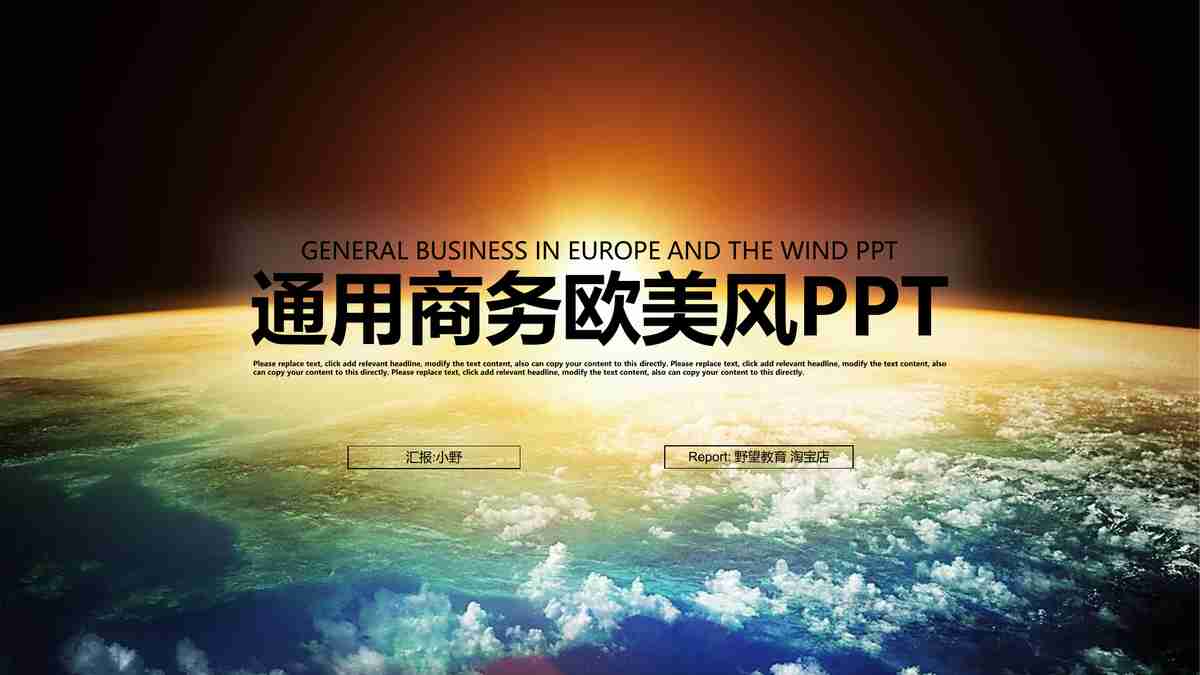 GENERAL BUSINESS IN EUROPE AND THE WIND PPT
通用商务欧美风PPT
Please replace text, click add relevant headline, modify the text content, also can copy your content to this directly. Please replace text, click add relevant headline, modify the text content, also
can copy your content to this directly. Please replace text, click add relevant headline, modify the text content, also can copy your content to this directly.
汇报:小野
Report: 野望教育 淘宝店